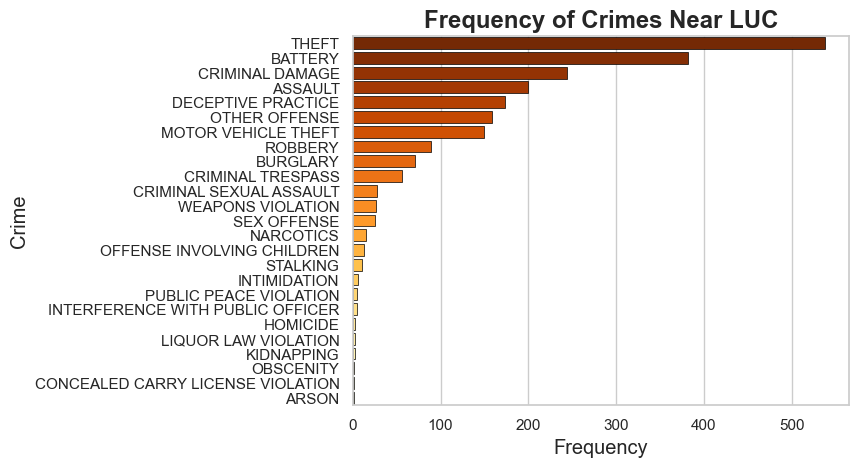 Frequency of Crimes Near LUC
THEFT
BATTERY
CRIMINAL DAMAGE
ASSAULT
DECEPTIVE PRACTICE
OTHER OFFENSE
MOTOR VEHICLE THEFT
ROBBERY
BURGLARY
CRIMINAL TRESPASS
CRIMINAL SEXUAL ASSAULT
WEAPONS VIOLATION
SEX OFFENSE
NARCOTICS
OFFENSE INVOLVING CHILDREN
STALKING
INTIMIDATION
PUBLIC PEACE VIOLATION
INTERFERENCE WITH PUBLIC OFFICER
HOMICIDE
LIQUOR LAW VIOLATION
KIDNAPPING
OBSCENITY
CONCEALED CARRY LICENSE VIOLATION
ARSON
Crime
0 100 200 300 400 500
Frequency